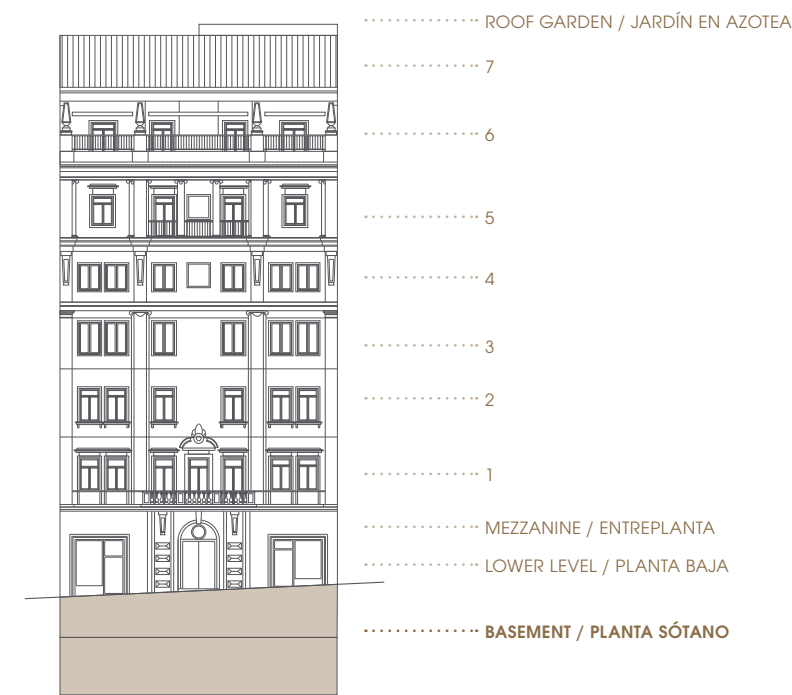 ROOF GARDEN / JARDÍN EN AZOTEA
7
6
5
4
3
2
1
MEZZANINE / ENTREPLANTA
LOWER LEVEL / PLANTA BAJA
BASEMENT / PLANTA SÓTANO